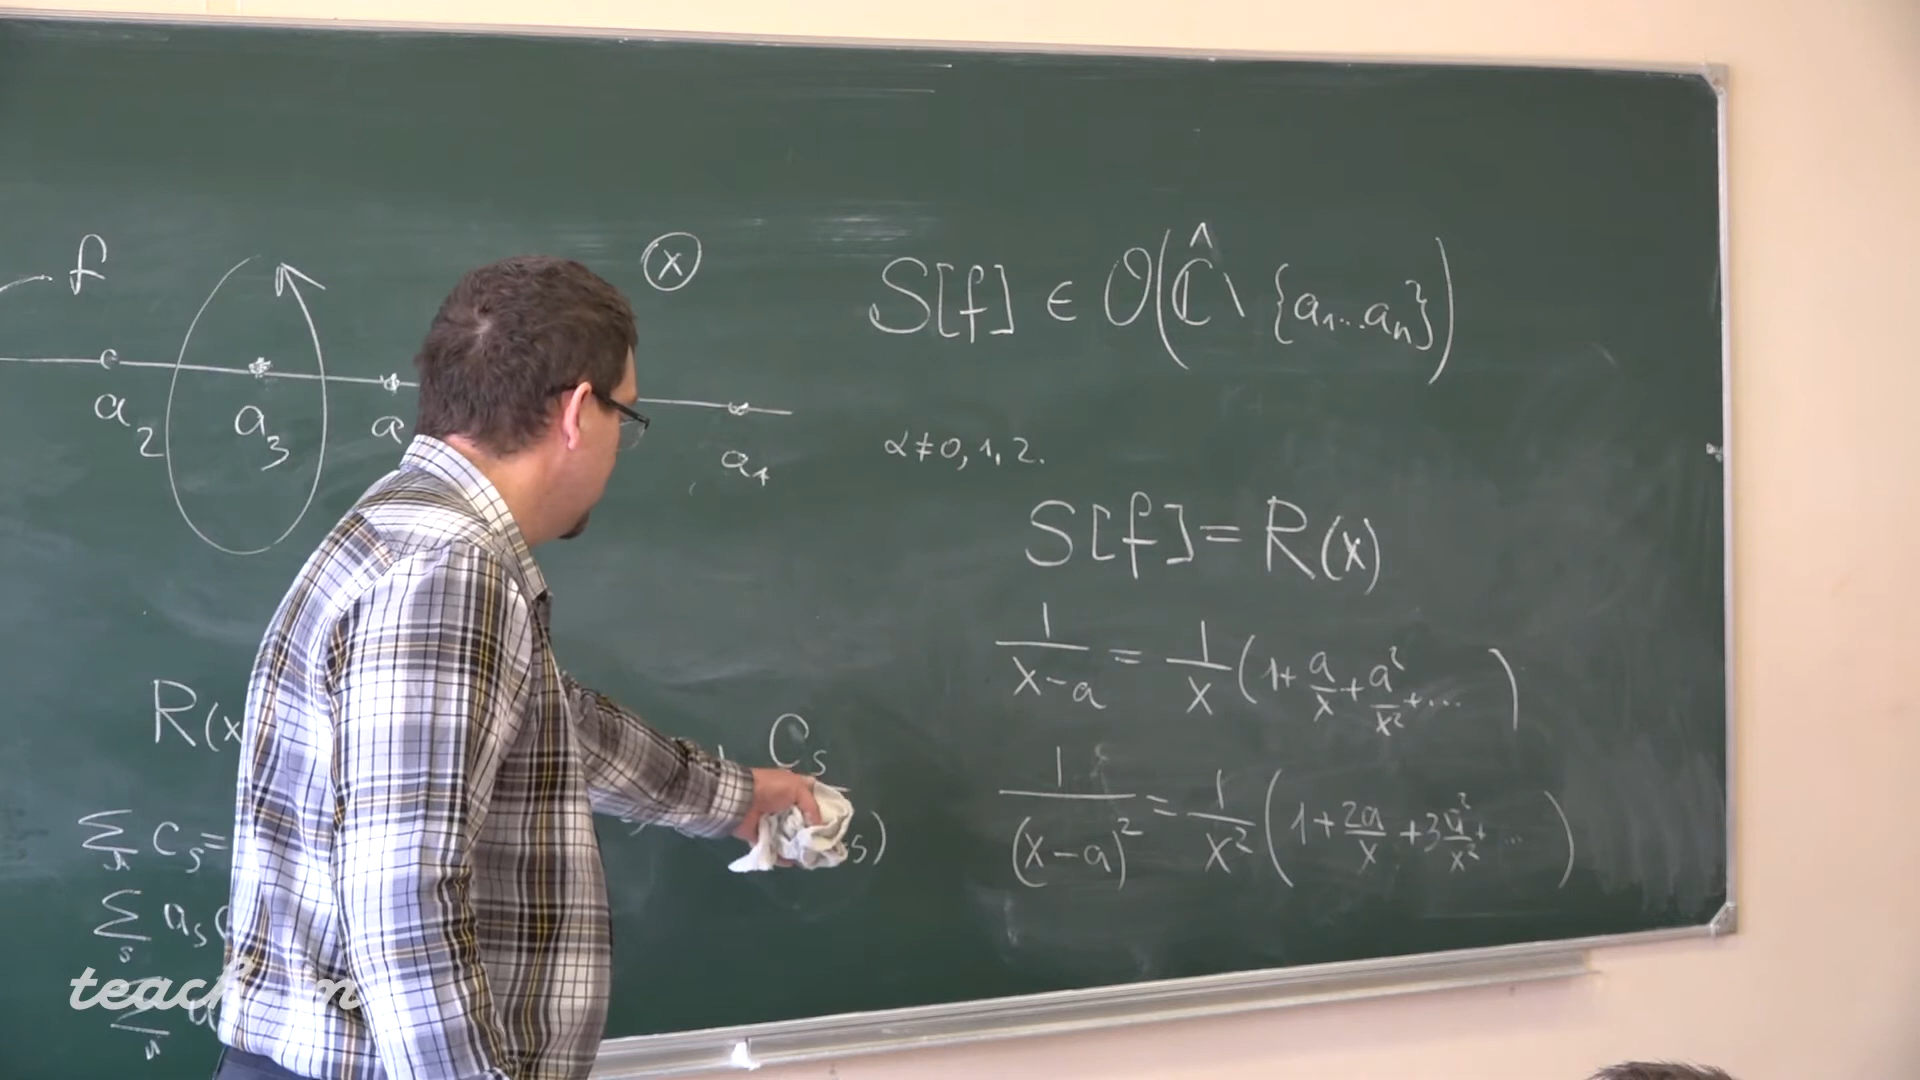 f
a₂ a₃ a a₁
ⓧ
S[f] ∈ O(Ĉ \ {a₁...aₙ})
α≠0,1,2.
S[f]=R(x)
1/(x-a) = 1/x (1+a/x+a²/x²+...)
1/(x-a)² = 1/x² (1+2a/x+3a²/x²+...)
R(x
Cₛ
s)
∑ Cₛ=
∑ₛ aₛ
∑
teach-in